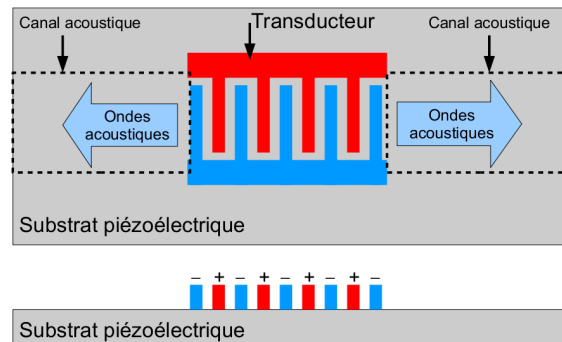 Canal acoustique
Transducteur
Canal acoustique
Ondes
acoustiques
Ondes
acoustiques
Substrat piézoélectrique
– + – + – + – + –
Substrat piézoélectrique